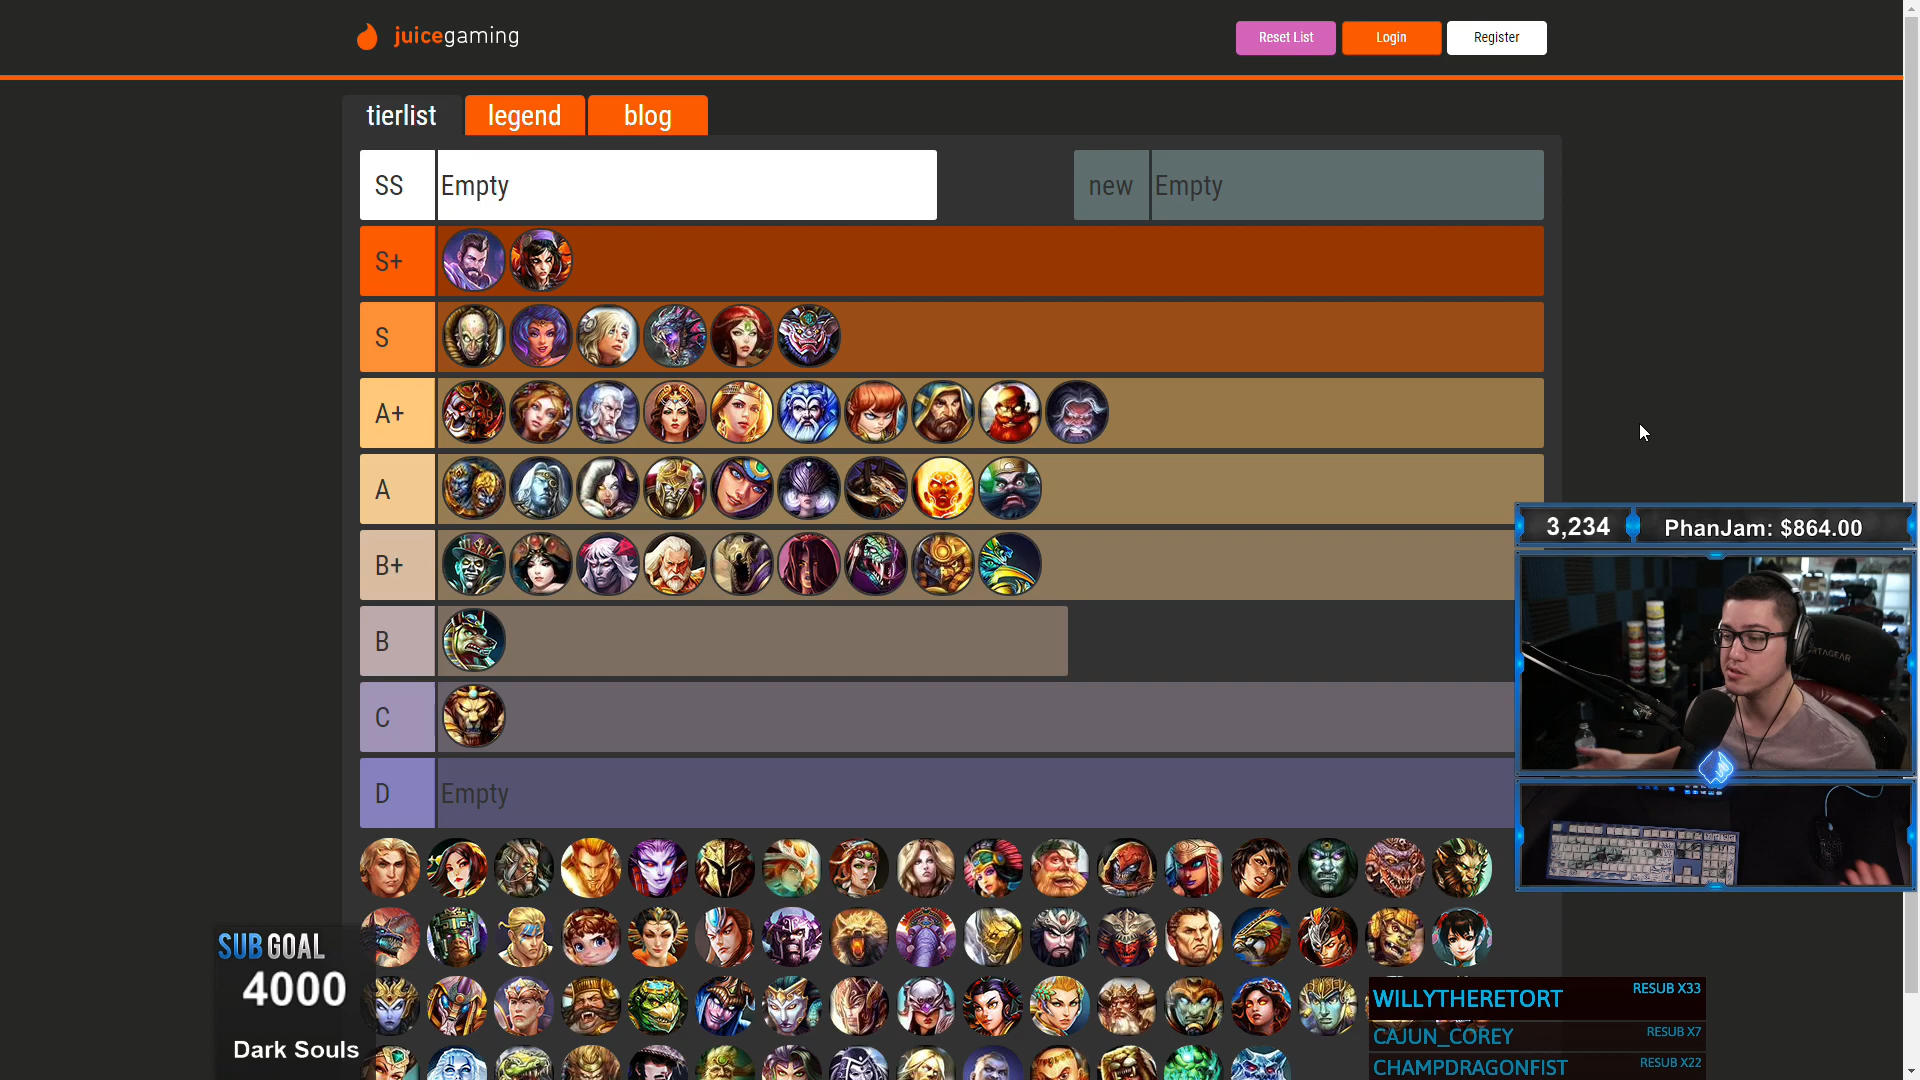 juicegaming
Reset List
Login
Register
tierlist
legend
blog
SS
Empty
new
Empty
S+
S
A+
A
B+
B
C
D
Empty
3,234
PhanJam: $864.00
SUB GOAL
4000
Dark Souls
WILLYTHERETORT
RESUB X33
CAJUN_COREY
RESUB X7
CHAMPDRAGONFIST
RESUB X22